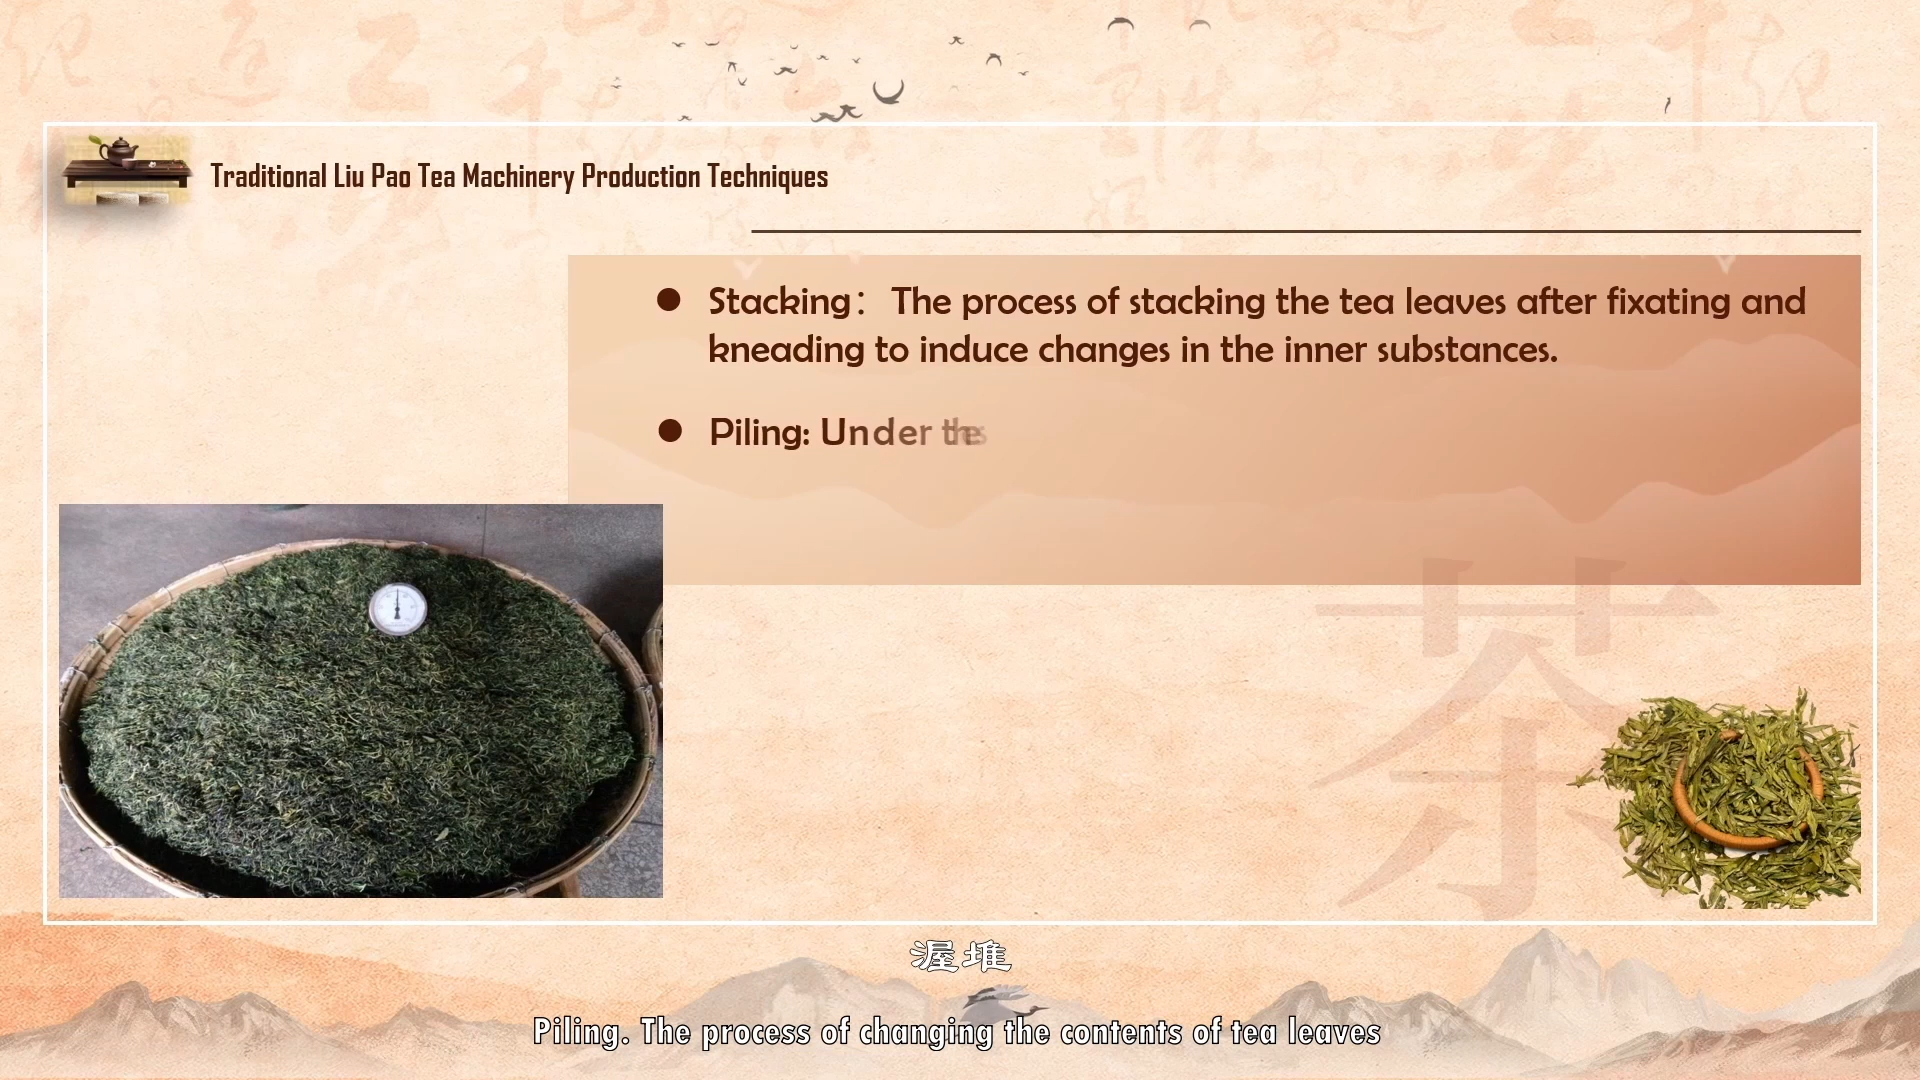 Traditional Liu Pao Tea Machinery Production Techniques
Stacking: The process of stacking the tea leaves after fixating and
kneading to induce changes in the inner substances.
Piling: Under the
茶
渥堆
Piling. The process of changing the contents of tea leaves